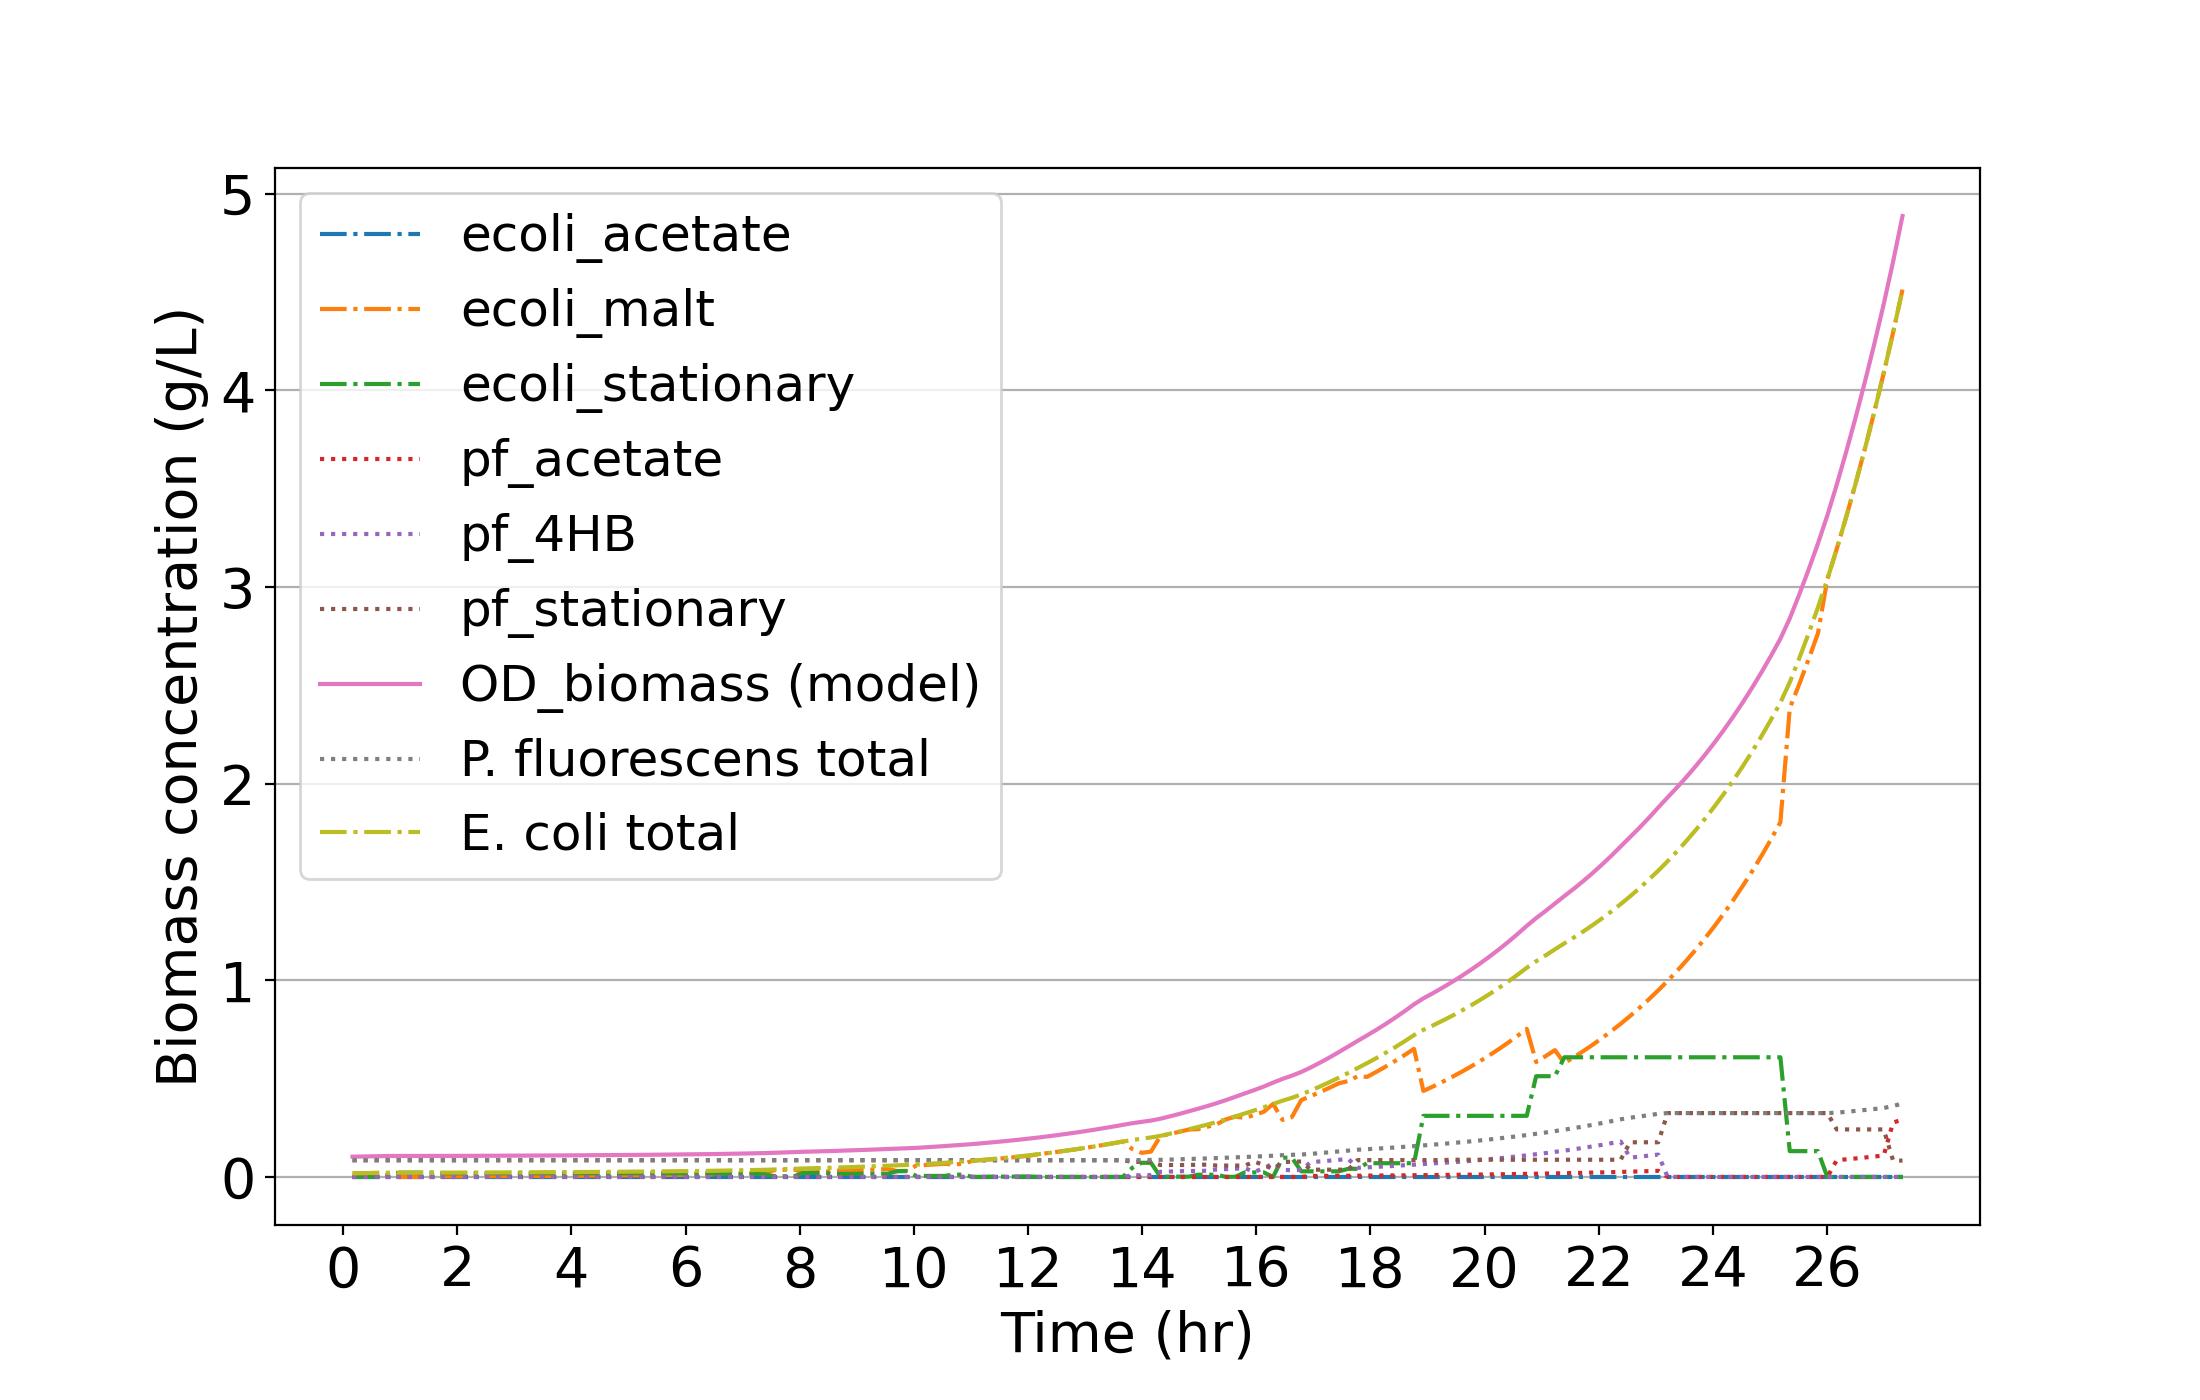 5
4
3
2
1
0
Biomass concentration (g/L)
ecoli_acetate
ecoli_malt
ecoli_stationary
pf_acetate
pf_4HB
pf_stationary
OD_biomass (model)
P. fluorescens total
E. coli total
0 2 4 6 8 10 12 14 16 18 20 22 24 26
Time (hr)